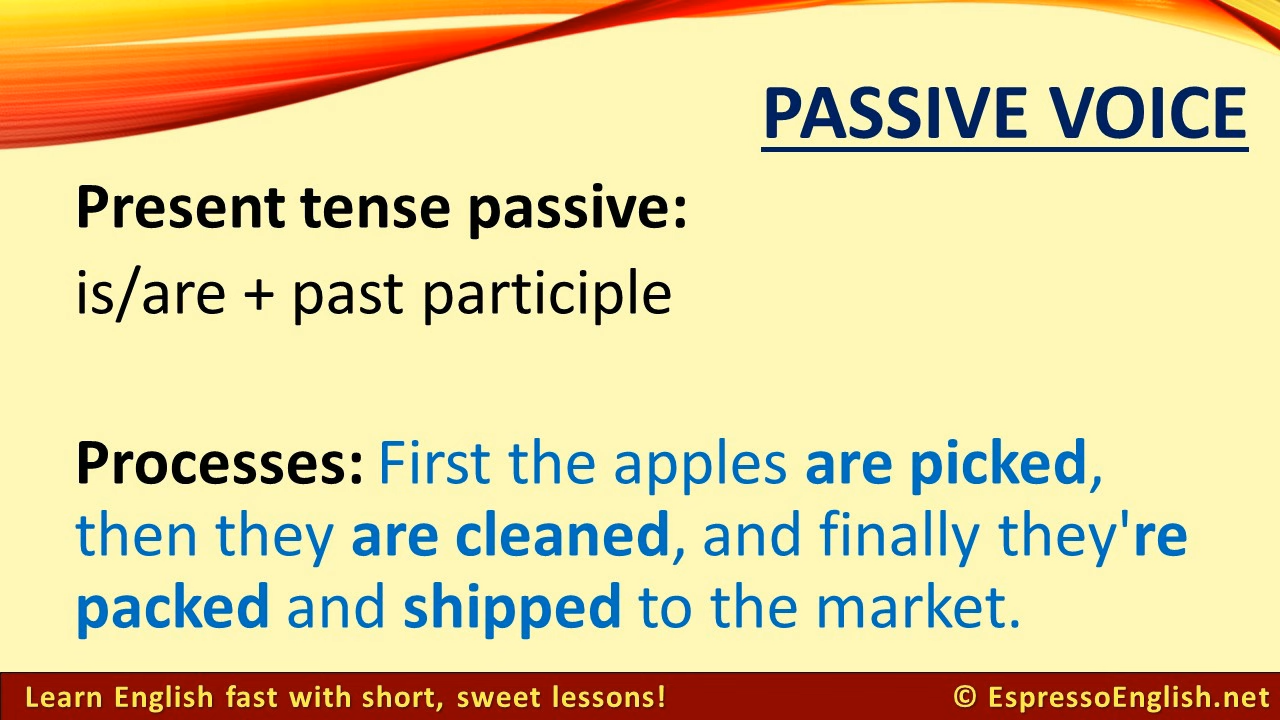 PASSIVE VOICE
Present tense passive:
is/are + past participle
Processes: First the apples are picked,
then they are cleaned, and finally they're
packed and shipped to the market.
Learn English fast with short, sweet lessons!
© EspressoEnglish.net